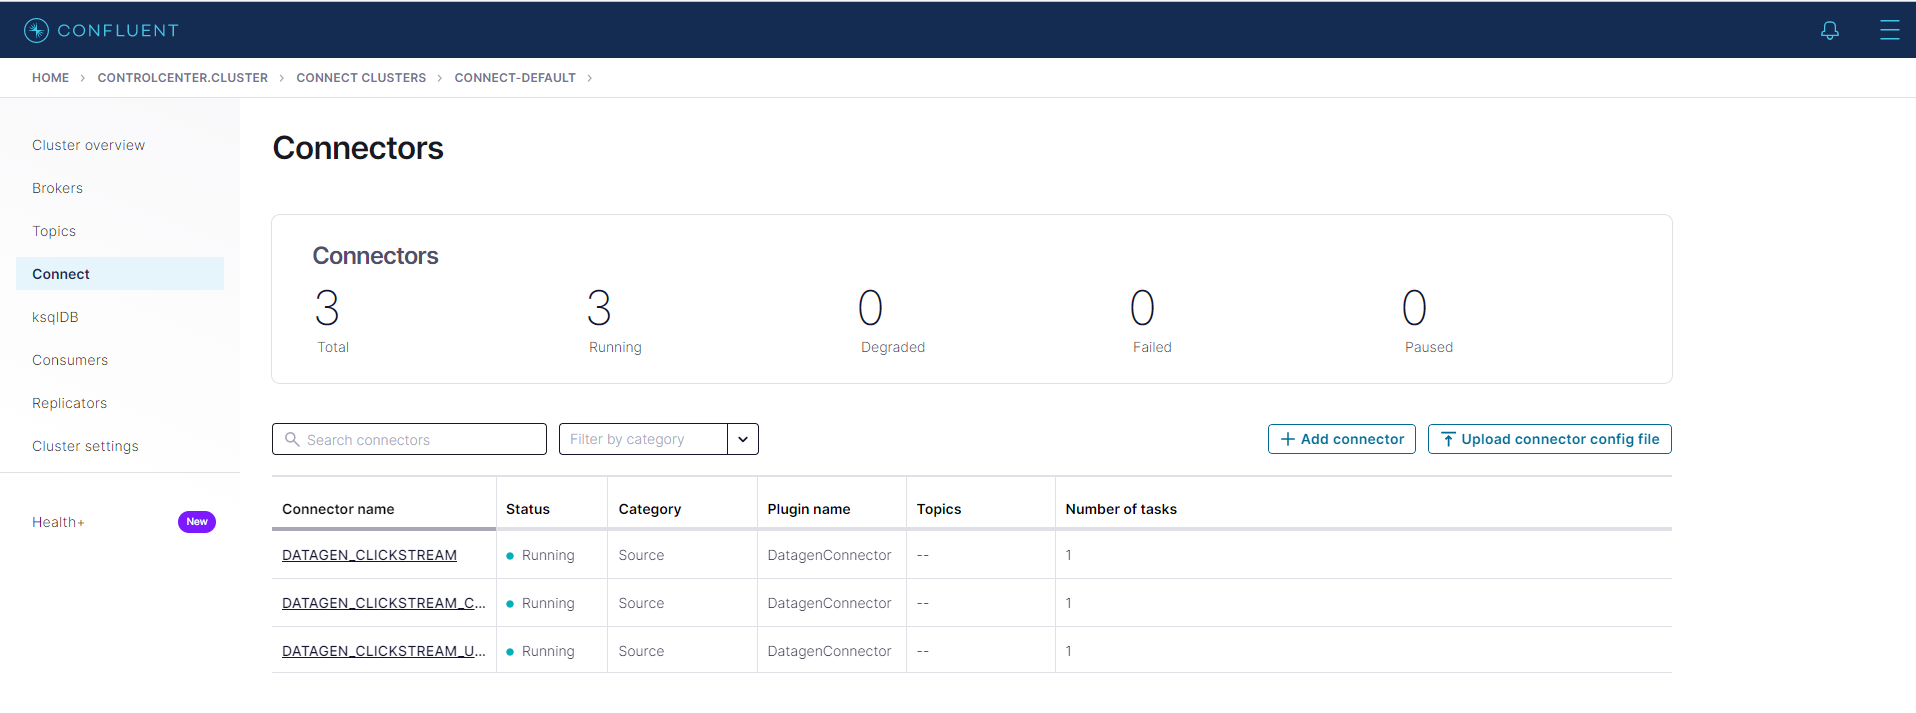 CONFLUENT
HOME > CONTROLCENTER.CLUSTER > CONNECT CLUSTERS > CONNECT-DEFAULT >
Cluster overview
Brokers
Topics
Connect
ksqlDB
Consumers
Replicators
Cluster settings
Health+ New
Connectors
Connectors
3 3 0 0 0
Total Running Degraded Failed Paused
Search connectors Filter by category Add connector Upload connector config file
Connector name Status Category Plugin name Topics Number of tasks
DATAGEN_CLICKSTREAM Running Source DatagenConnector -- 1
DATAGEN_CLICKSTREAM_C... Running Source DatagenConnector -- 1
DATAGEN_CLICKSTREAM_U... Running Source DatagenConnector -- 1